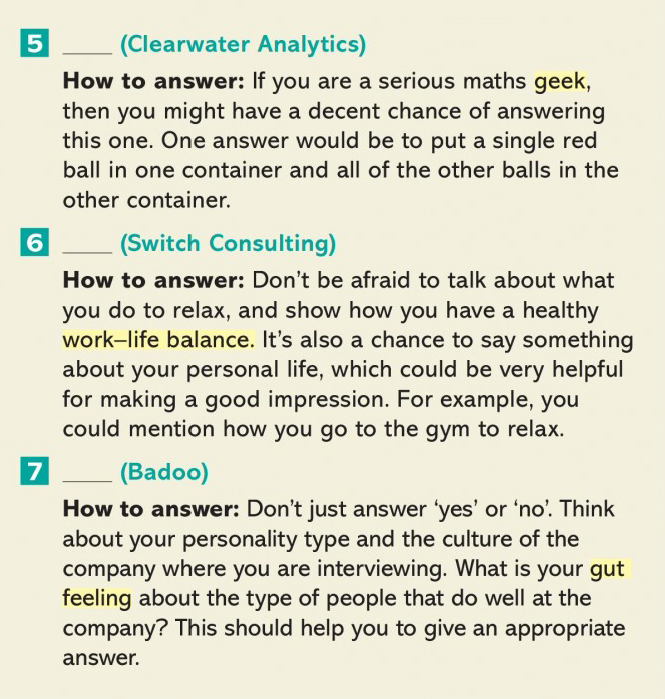 5 _____ (Clearwater Analytics)
How to answer: If you are a serious maths geek,
then you might have a decent chance of answering
this one. One answer would be to put a single red
ball in one container and all of the other balls in the
other container.
6 _____ (Switch Consulting)
How to answer: Don’t be afraid to talk about what
you do to relax, and show how you have a healthy
work–life balance. It’s also a chance to say something
about your personal life, which could be very helpful
for making a good impression. For example, you
could mention how you go to the gym to relax.
7 _____ (Badoo)
How to answer: Don’t just answer ‘yes’ or ‘no’. Think
about your personality type and the culture of the
company where you are interviewing. What is your gut
feeling about the type of people that do well at the
company? This should help you to give an appropriate
answer.